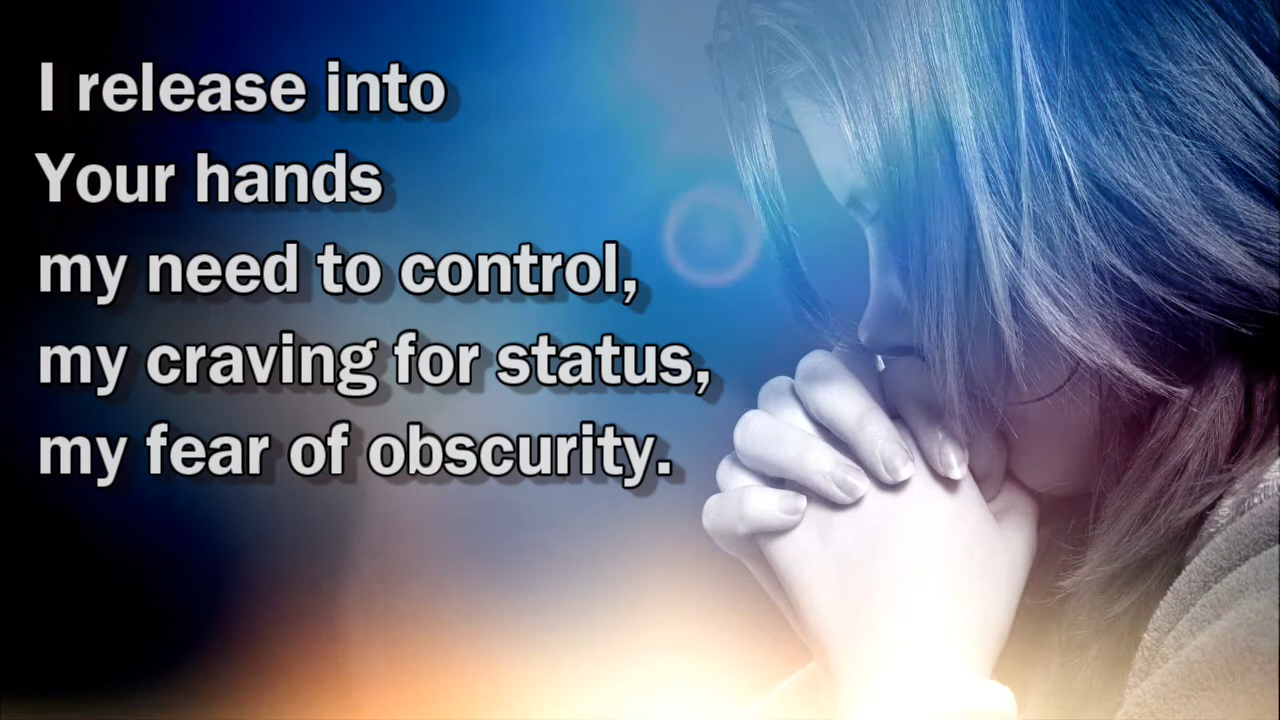 I release into
Your hands
my need to control,
my craving for status,
my fear of obscurity.